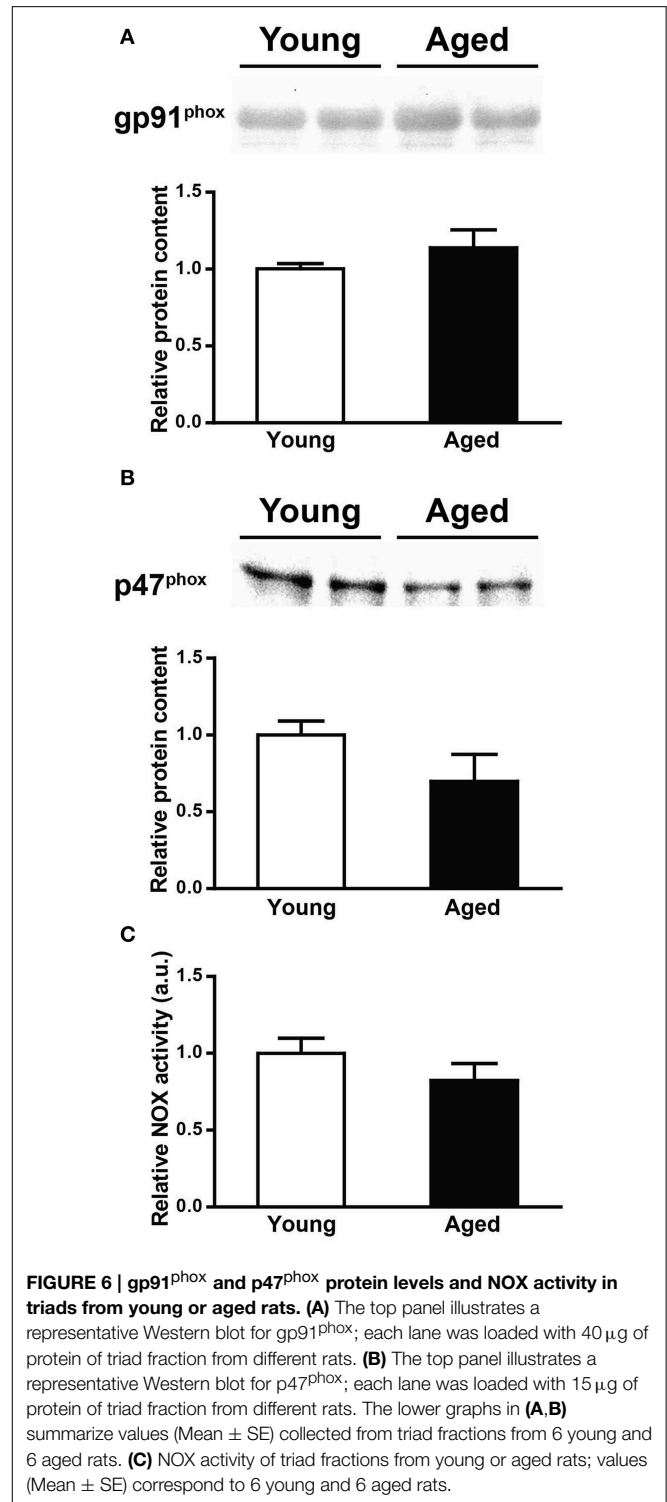 A
Young Aged
gp91phox
Relative protein content
1.5
1.0
0.5
0.0
Young Aged
B
Young Aged
p47phox
Relative protein content
1.5
1.0
0.5
0.0
Young Aged
C
Relative NOX activity (a.u.)
1.5
1.0
0.5
0.0
Young Aged
FIGURE 6 | gp91phox and p47phox protein levels and NOX activity in
triads from young or aged rats. (A) The top panel illustrates a
representative Western blot for gp91phox; each lane was loaded with 40 μg of
protein of triad fraction from different rats. (B) The top panel illustrates a
representative Western blot for p47phox; each lane was loaded with 15 μg of
protein of triad fraction from different rats. The lower graphs in (A,B)
summarize values (Mean ± SE) collected from triad fractions from 6 young and
6 aged rats. (C) NOX activity of triad fractions from young or aged rats; values
(Mean ± SE) correspond to 6 young and 6 aged rats.